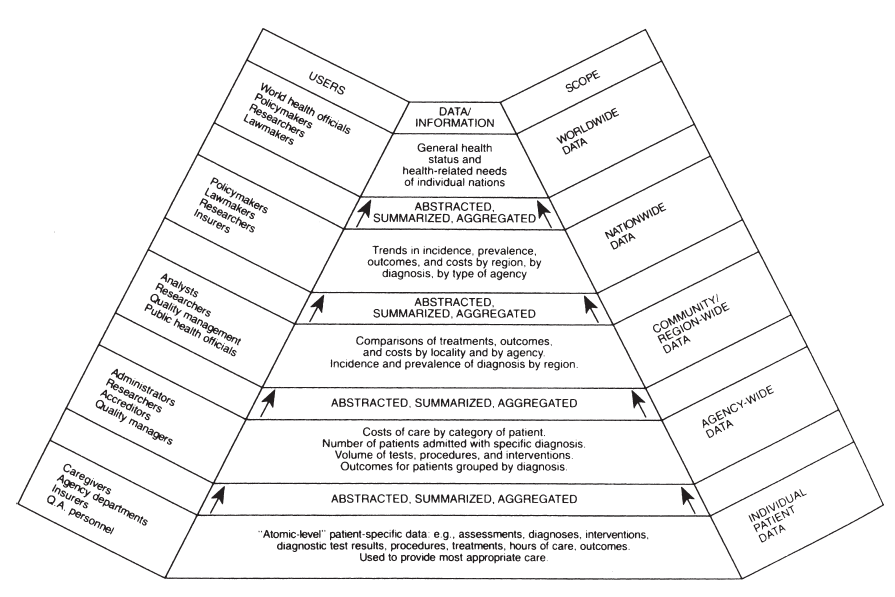 USERS
DATA/
INFORMATION
SCOPE
World health officials
Policymakers
Researchers
Lawmakers
General health
status and
health-related needs
of individual nations
WORLDWIDE
DATA
ABSTRACTED,
SUMMARIZED, AGGREGATED
Policymakers
Lawmakers
Researchers
Insurers
Trends in incidence, prevalence,
outcomes, and costs by region, by
diagnosis, by type of agency
NATIONWIDE
DATA
ABSTRACTED,
SUMMARIZED, AGGREGATED
Analysts
Researchers
Quality management
Public health officials
Comparisons of treatments, outcomes,
and costs by locality and by agency.
Incidence and prevalence of diagnosis by region.
COMMUNITY/
REGION-WIDE
DATA
ABSTRACTED, SUMMARIZED, AGGREGATED
Administrators
Researchers
Accreditors
Quality managers
Costs of care by category of patient.
Number of patients admitted with specific diagnosis.
Volume of tests, procedures, and interventions.
Outcomes for patients grouped by diagnosis.
AGENCY-WIDE
DATA
ABSTRACTED, SUMMARIZED, AGGREGATED
Caregivers
Agency departments
Insurers
Q.A. personnel
"Atomic-level" patient-specific data: e.g., assessments, diagnoses, interventions,
diagnostic test results, procedures, treatments, hours of care, outcomes.
Used to provide most appropriate care.
INDIVIDUAL
PATIENT
DATA